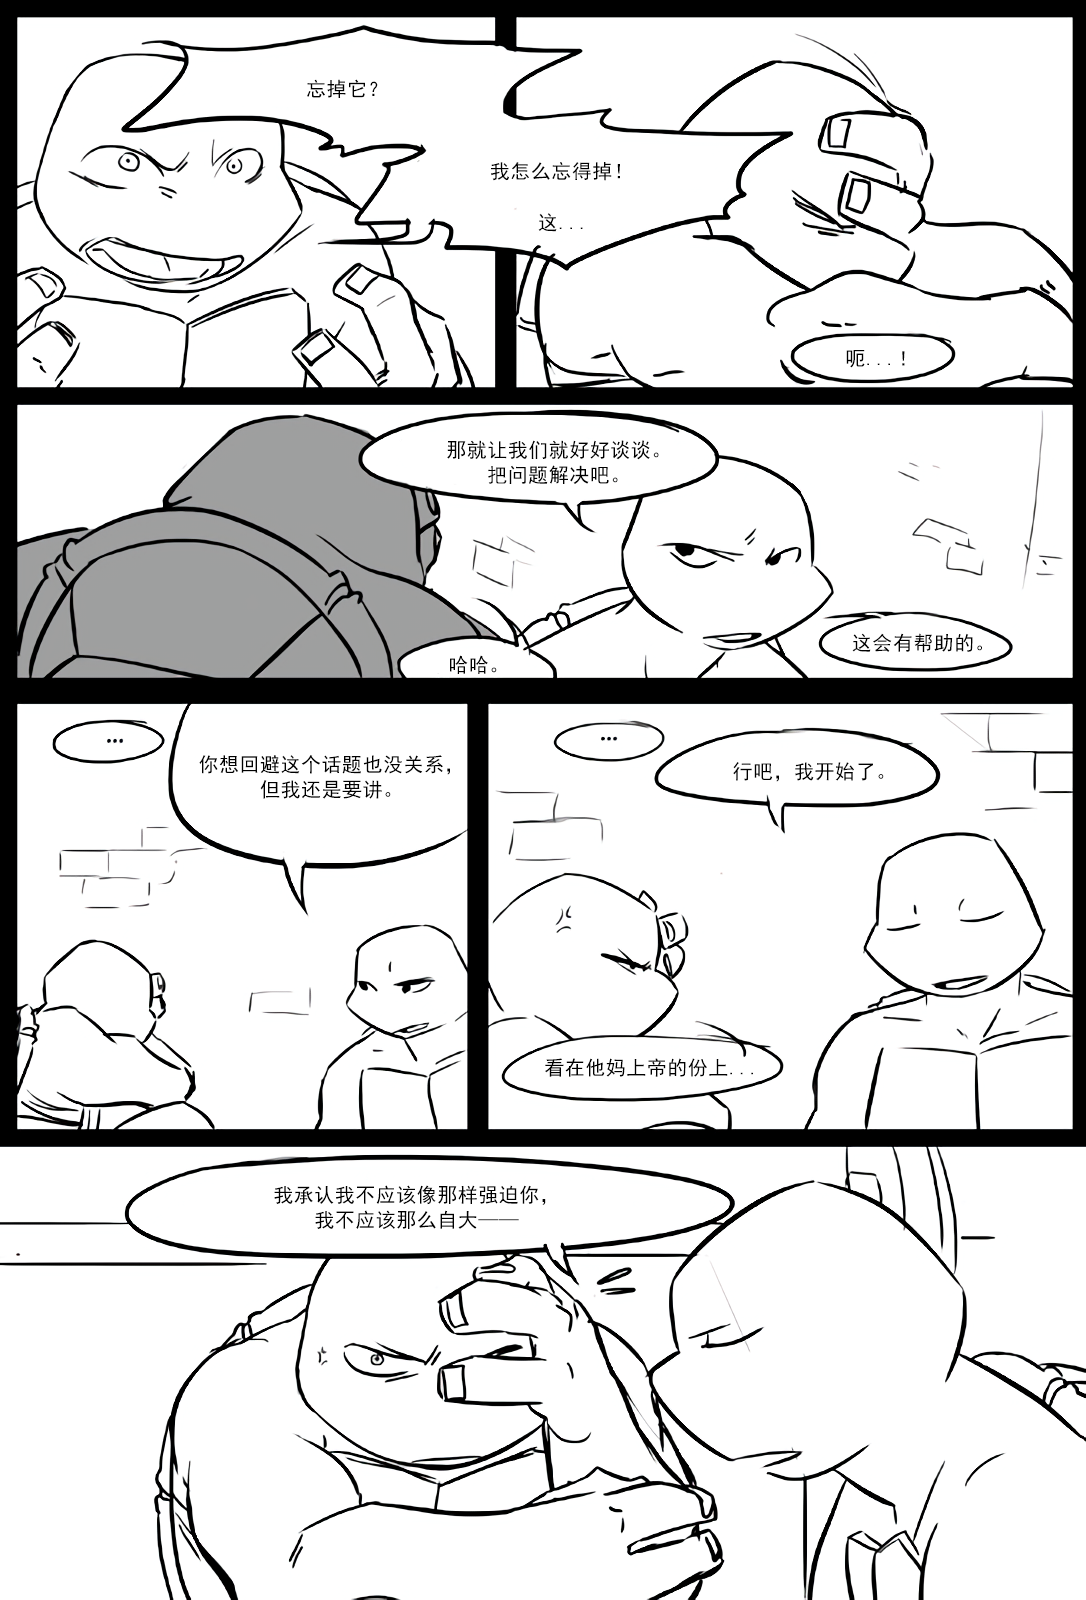 忘掉它？
我怎么忘得掉！
这...
呃...！
那就让我们就好好谈谈。
把问题解决吧。
哈哈。
这会有帮助的。
...
你想回避这个话题也没关系，
但我还是要讲。
...
行吧，我开始了。
看在他妈上帝的份上...
我承认我不应该像那样强迫你，
我不应该那么自大——